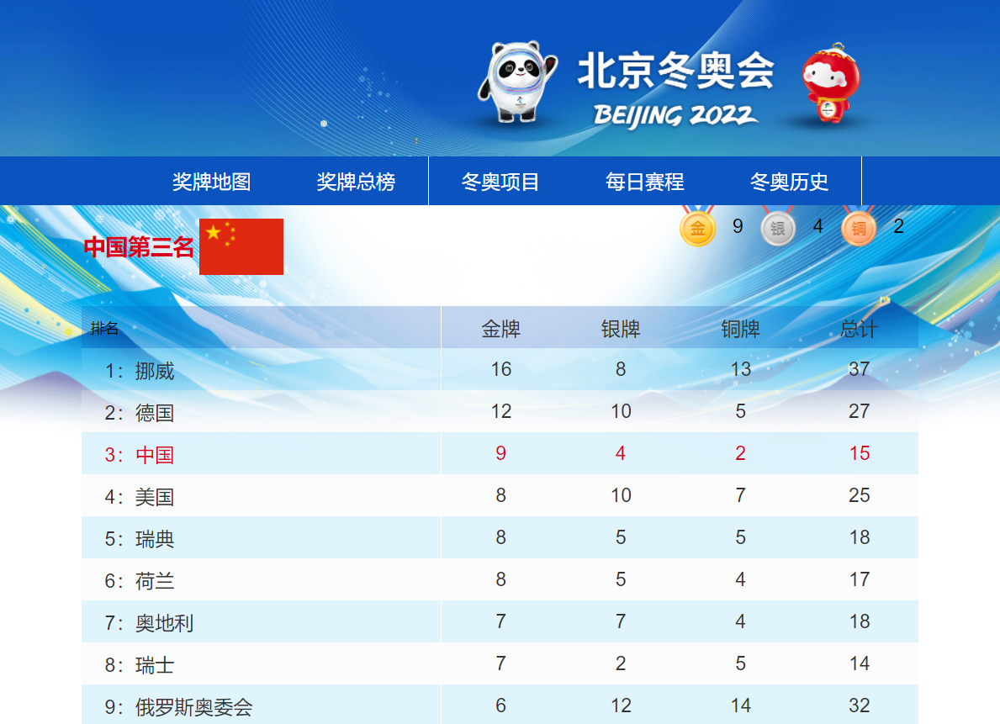 北京冬奥会
BEIJING 2022
奖牌地图 奖牌总榜 冬奥项目 每日赛程 冬奥历史
中国第三名 金 9 银 4 铜 2
排名 金牌 银牌 铜牌 总计
1：挪威 16 8 13 37
2：德国 12 10 5 27
3：中国 9 4 2 15
4：美国 8 10 7 25
5：瑞典 8 5 5 18
6：荷兰 8 5 4 17
7：奥地利 7 7 4 18
8：瑞士 7 2 5 14
9：俄罗斯奥委会 6 12 14 32